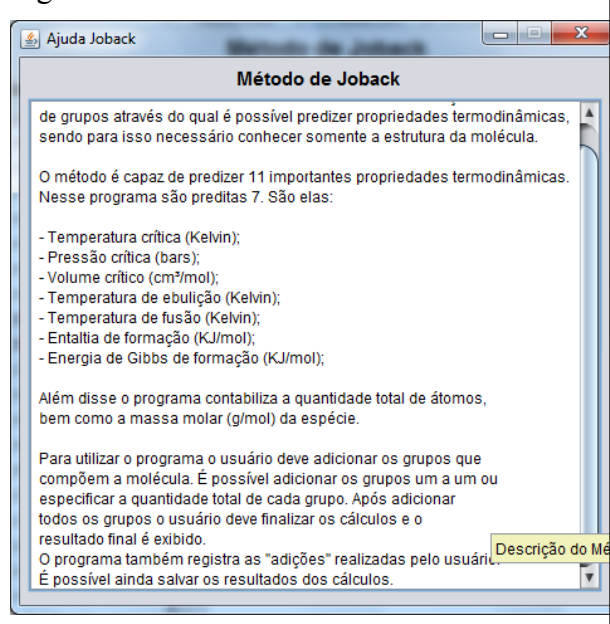 Ajuda Joback
Método de Joback
de grupos através do qual é possível predizer propriedades termodinâmicas,
sendo para isso necessário conhecer somente a estrutura da molécula.
O método é capaz de predizer 11 importantes propriedades termodinâmicas.
Nesse programa são preditas 7. São elas:
- Temperatura crítica (Kelvin);
- Pressão crítica (bars);
- Volume crítico (cm³/mol);
- Temperatura de ebulição (Kelvin);
- Temperatura de fusão (Kelvin);
- Entaltia de formação (KJ/mol);
- Energia de Gibbs de formação (KJ/mol);
Além disse o programa contabiliza a quantidade total de átomos,
bem como a massa molar (g/mol) da espécie.
Para utilizar o programa o usuário deve adicionar os grupos que
compõem a molécula. É possível adicionar os grupos um a um ou
especificar a quantidade total de cada grupo. Após adicionar
todos os grupos o usuário deve finalizar os cálculos e o
resultado final é exibido.
O programa também registra as "adições" realizadas pelo usuário.
É possível ainda salvar os resultados dos cálculos.
Descrição do Mé